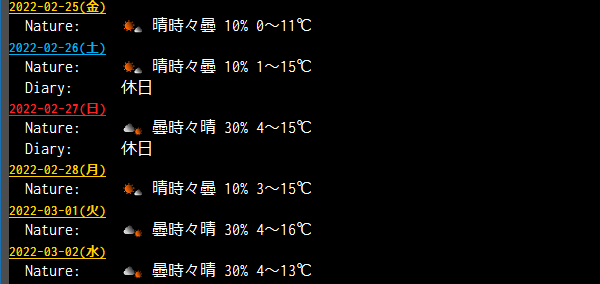 2022-02-25(金)
Nature: 晴時々曇 10% 0～11℃
2022-02-26(土)
Nature: 晴時々曇 10% 1～15℃
Diary: 休日
2022-02-27(日)
Nature: 曇時々晴 30% 4～15℃
Diary: 休日
2022-02-28(月)
Nature: 晴時々曇 10% 3～15℃
2022-03-01(火)
Nature: 曇時々晴 30% 4～16℃
2022-03-02(水)
Nature: 曇時々晴 30% 4～13℃